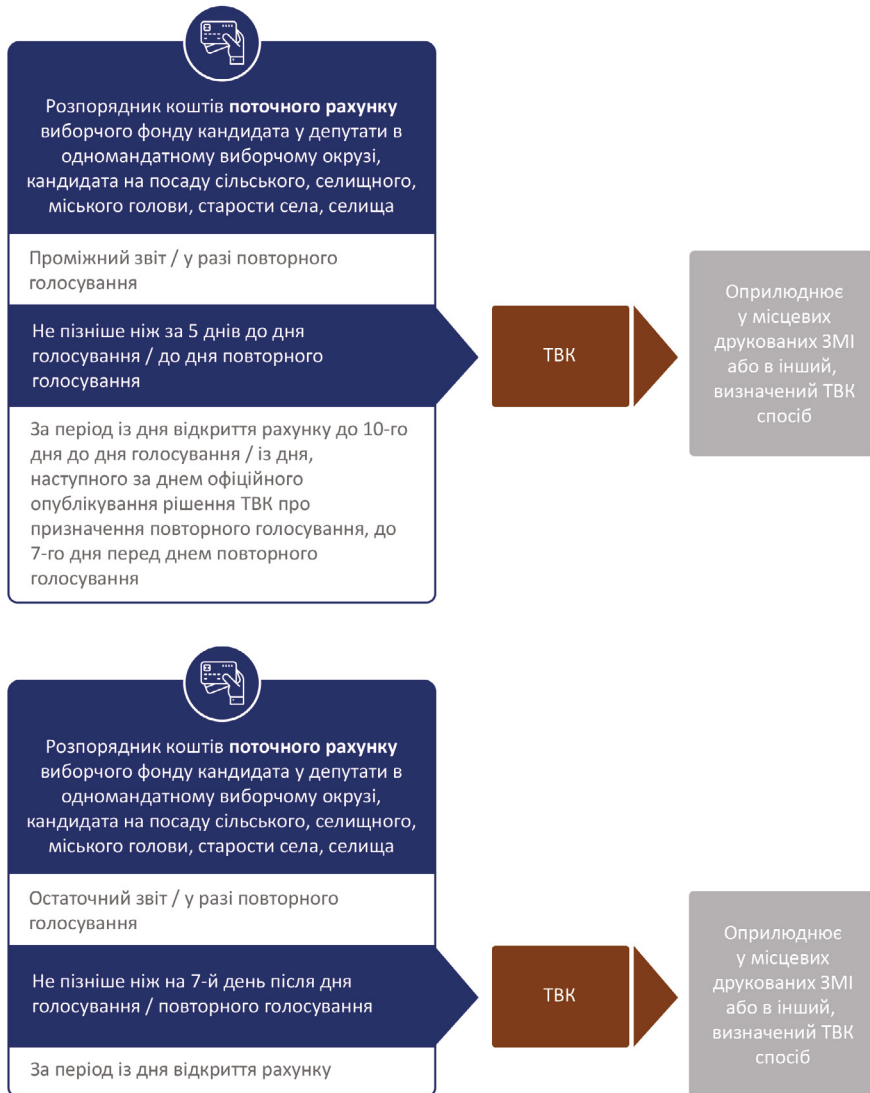 Розпорядник коштів поточного рахунку
виборчого фонду кандидата у депутати в
одномандатному виборчому окрузі,
кандидата на посаду сільського, селищного,
міського голови, старости села, селища
Проміжний звіт / у разі повторного
голосування
Не пізніше ніж за 5 днів до дня
голосування / до дня повторного
голосування
За період із дня відкриття рахунку до 10-го
дня до дня голосування / із дня,
наступного за днем офіційного
опублікування рішення ТВК про
призначення повторного голосування, до
7-го дня перед днем повторного
голосування
ТВК
Оприлюднює
у місцевих
друкованих ЗМІ
або в інший,
визначений ТВК
спосіб
Розпорядник коштів поточного рахунку
виборчого фонду кандидата у депутати в
одномандатному виборчому окрузі,
кандидата на посаду сільського, селищного,
міського голови, старости села, селища
Остаточний звіт / у разі повторного
голосування
Не пізніше ніж на 7-й день після дня
голосування / повторного голосування
За період із дня відкриття рахунку
ТВК
Оприлюднює
у місцевих
друкованих ЗМІ
або в інший,
визначений ТВК
спосіб